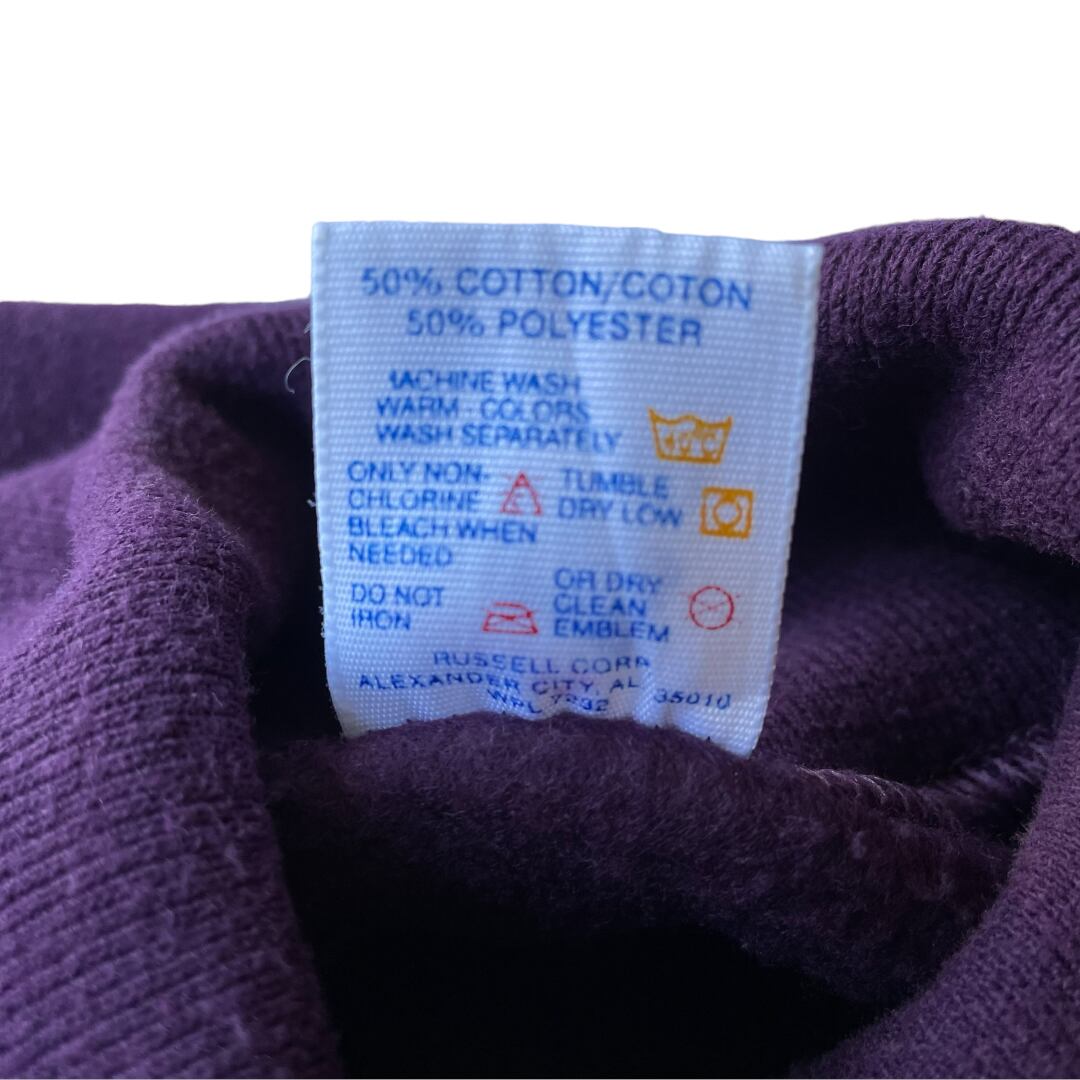 50% COTTON/COTON
50% POLYESTER
MACHINE WASH
WARM - COLORS
WASH SEPARATELY
ONLY NON-
CHLORINE
BLEACH WHEN
NEEDED
TUMBLE
DRY LOW
DO NOT
IRON
OR DRY
CLEAN
EMBLEM
RUSSELL CORP
ALEXANDER CITY, AL 35010
WPL